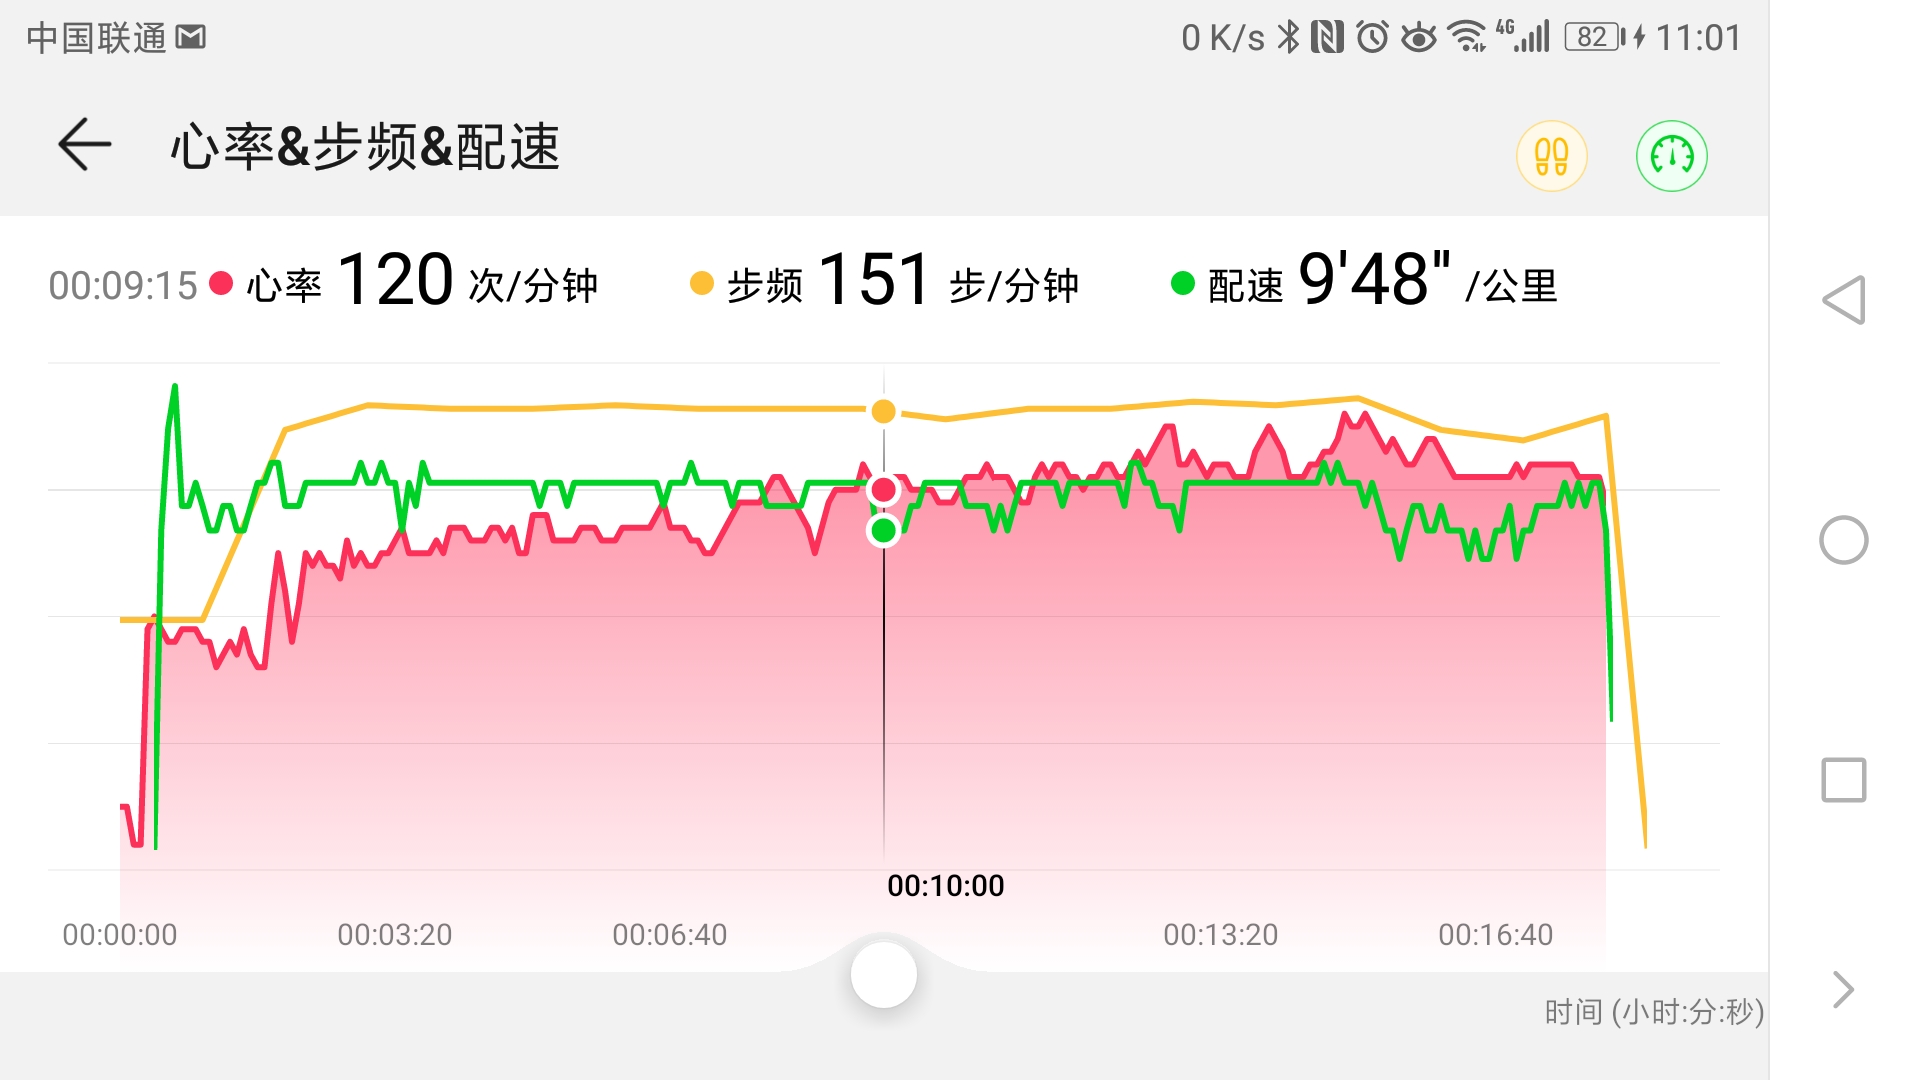 中国联通 0 K/s 4G 82 11:01
心率&步频&配速
00:09:15 心率 120 次/分钟 步频 151 步/分钟 配速 9'48" /公里
00:10:00
00:00:00 00:03:20 00:06:40 00:13:20 00:16:40
时间 (小时:分:秒)